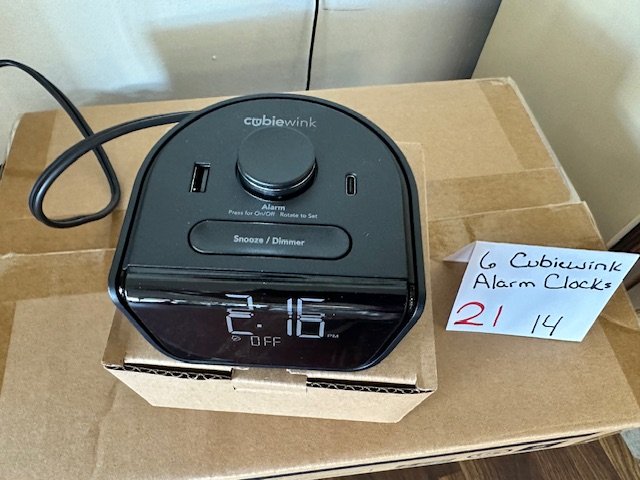 cubiewink
Alarm
Press for On/Off Rotate to Set
Snooze / Dimmer
2:16 PM
OFF
6 Cubiewink
Alarm Clocks
21 14